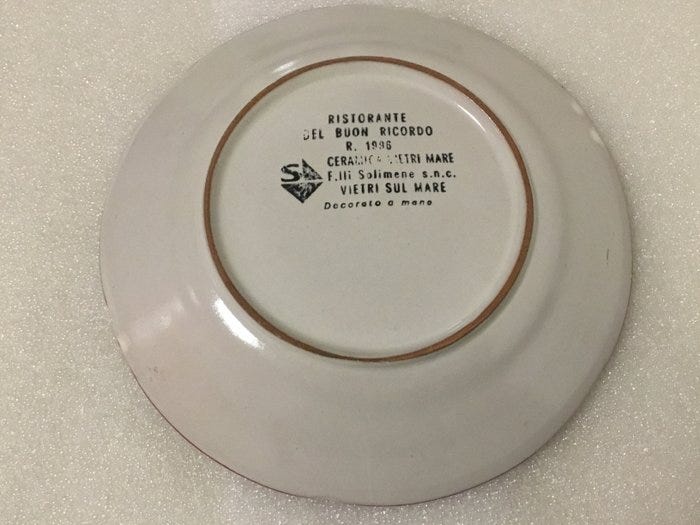 RISTORANTE
DEL BUON RICORDO
R. 1996
CERAMICA VIETRI MARE
S F.lli Solimene s.n.c.
VIETRI SUL MARE
Decorato a mano